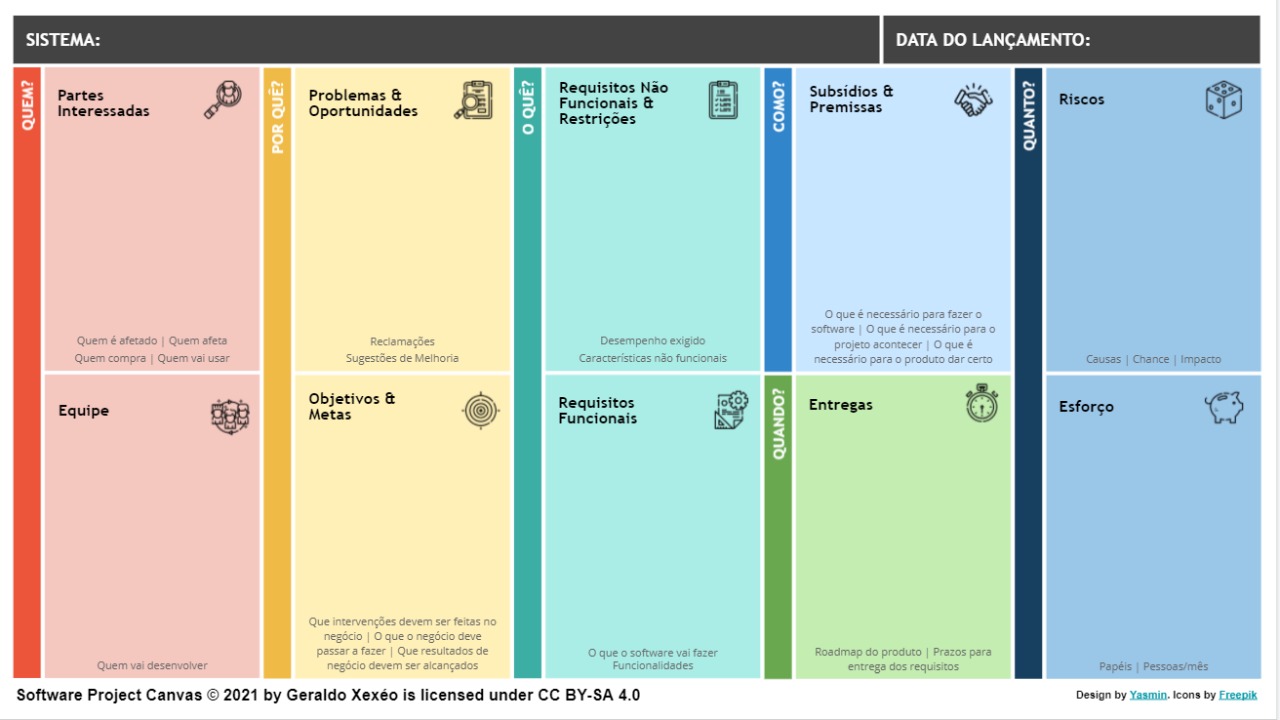 SISTEMA:
DATA DO LANÇAMENTO:
QUEM?
Partes
Interessadas
Quem é afetado | Quem afeta
Quem compra | Quem vai usar
Equipe
Quem vai desenvolver
POR QUÊ?
Problemas &
Oportunidades
Reclamações
Sugestões de Melhoria
Objetivos &
Metas
Que intervenções devem ser feitas no
negócio | O que o negócio deve
passar a fazer | Que resultados de
negócio devem ser alcançados
O QUÊ?
Requisitos Não
Funcionais &
Restrições
Desempenho exigido
Características não funcionais
Requisitos
Funcionais
O que o software vai fazer
Funcionalidades
COMO?
Subsídios &
Premissas
O que é necessário para fazer o
software | O que é necessário para o
projeto acontecer | O que é
necessário para o produto dar certo
QUANDO?
Entregas
Roadmap do produto | Prazos para
entrega dos requisitos
QUANTO?
Riscos
Causas | Chance | Impacto
Esforço
Papéis | Pessoas/mês
Software Project Canvas © 2021 by Geraldo Xexéo is licensed under CC BY-SA 4.0
Design by Yasmin. Icons by Freepik